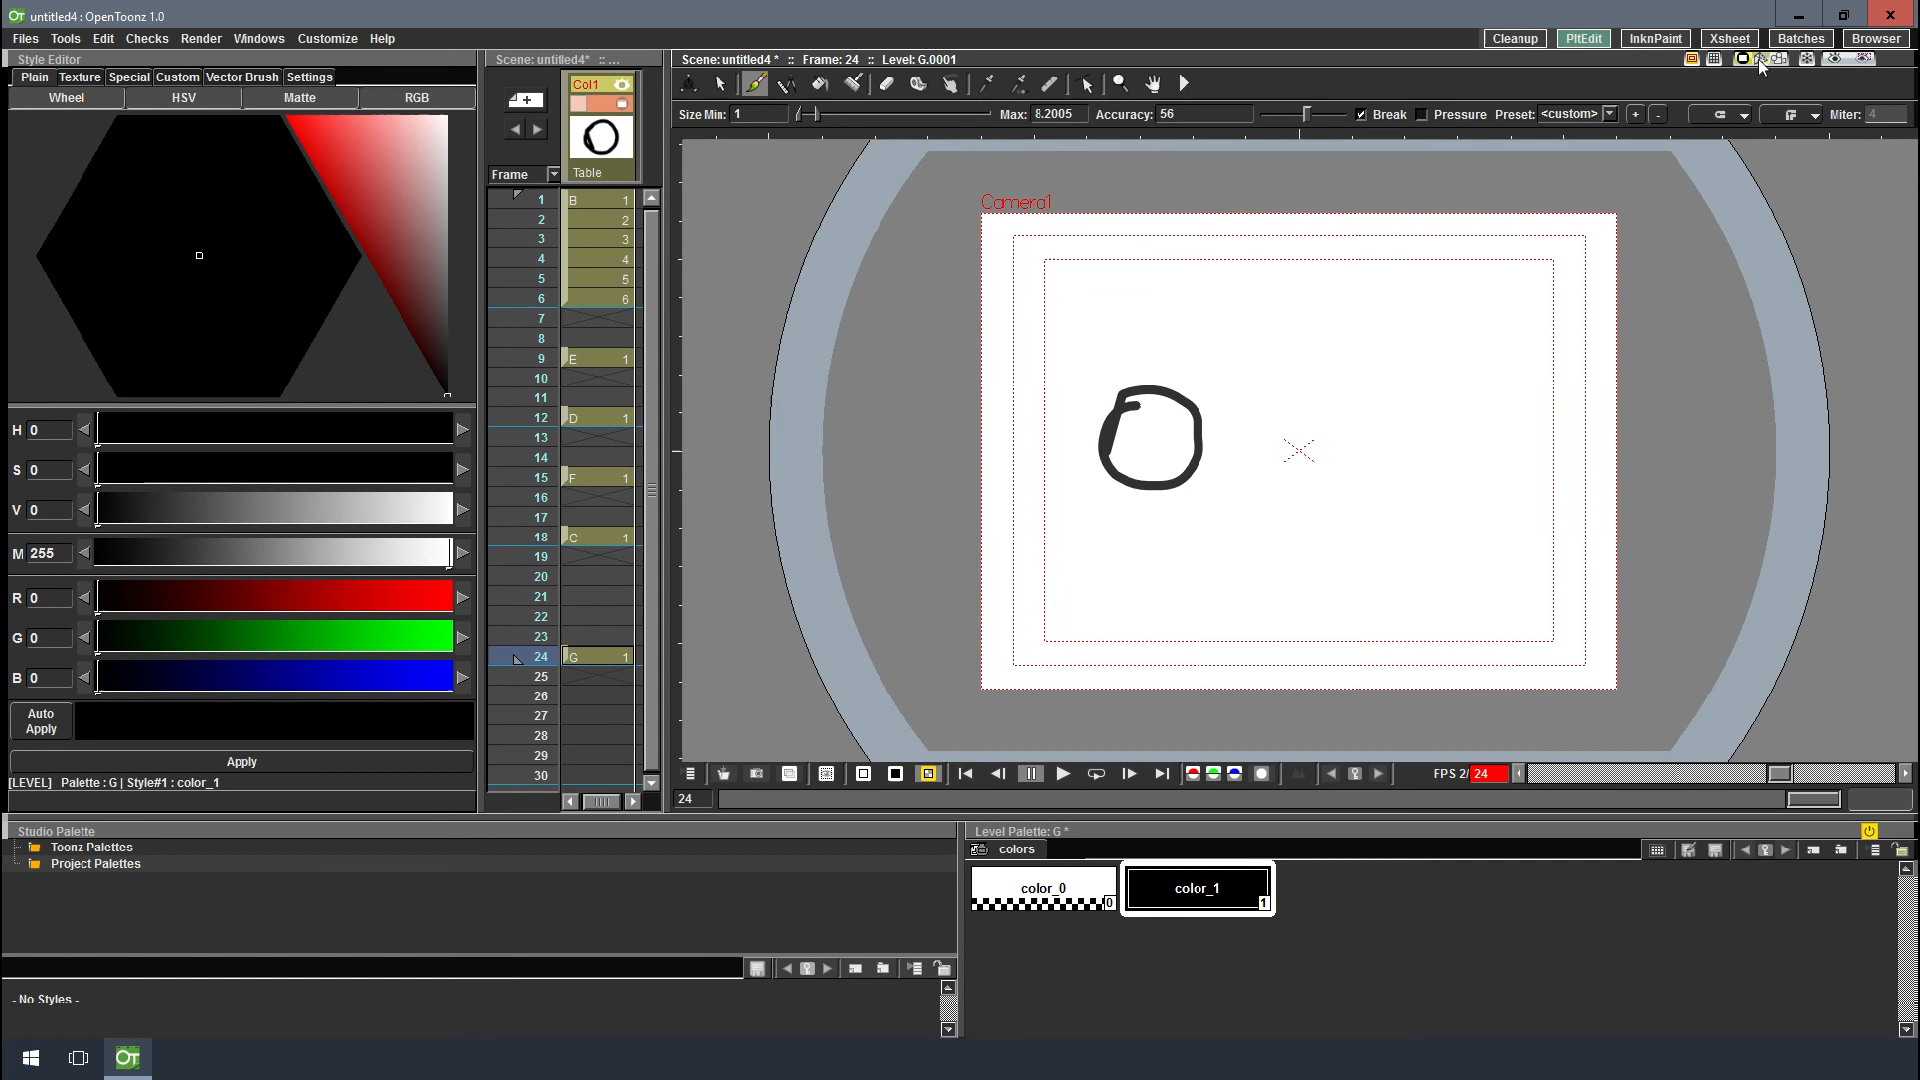 untitled4 : OpenToonz 1.0
Files Tools Edit Checks Render Windows Customize Help
Cleanup PltEdit InknPaint Xsheet Batches Browser
Style Editor
Scene: untitled4* :: ...
Scene: untitled4 * :: Frame: 24 :: Level: G.0001
Plain Texture Special Custom Vector Brush Settings
Wheel HSV Matte RGB
Col1
Size Min: 1 Max: 8.2005 Accuracy: 56 Break Pressure Preset: <custom> + - Miter: 4
Frame Table
Camera1
1 B 1
2 2
3 3
4 4
5 5
6 6
7
8
9 E 1
10
11
12 D 1
13
14
15 F 1
16
17
18 C 1
19
20
21
22
23
24 G 1
25
26
27
28
29
30
H 0
S 0
V 0
M 255
R 0
G 0
B 0
Auto
Apply
Apply
[LEVEL] Palette : G | Style#1 : color_1
FPS 2/ 24
24
Studio Palette
Toonz Palettes
Project Palettes
- No Styles -
Level Palette: G *
colors
color_0 0
color_1 1
OT